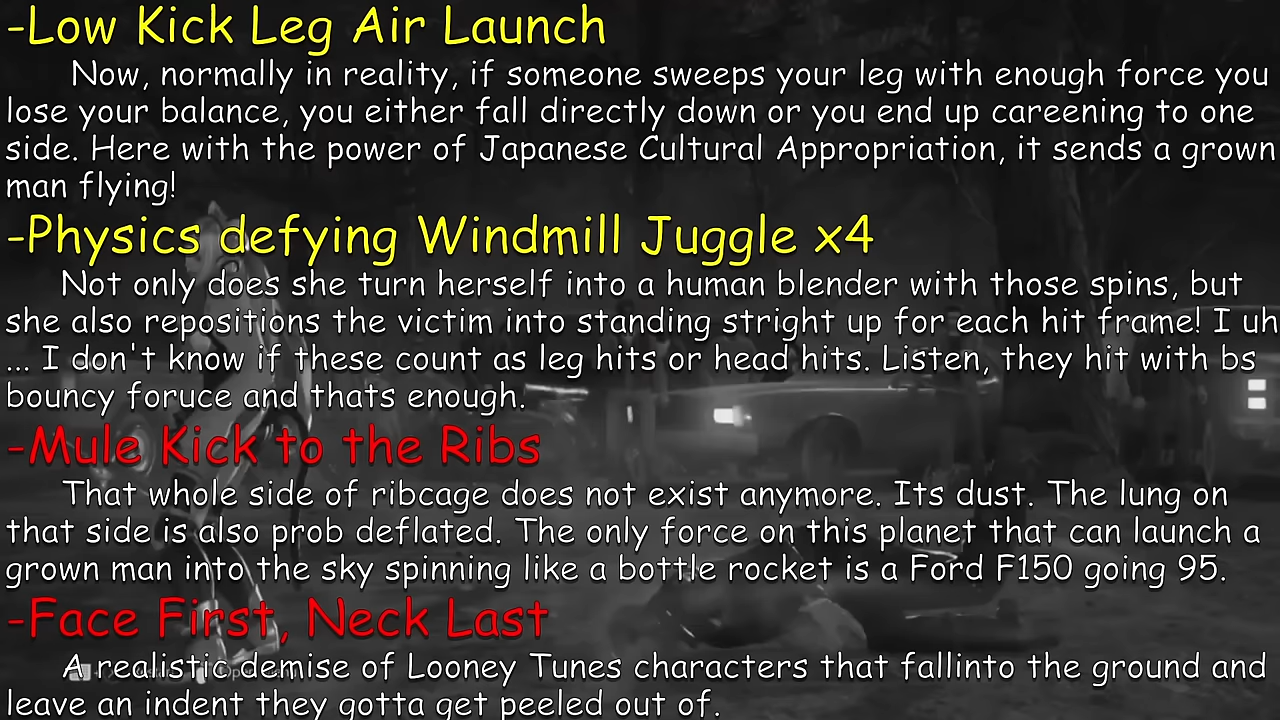 -Low Kick Leg Air Launch
Now, normally in reality, if someone sweeps your leg with enough force you
lose your balance, you either fall directly down or you end up careening to one
side. Here with the power of Japanese Cultural Appropriation, it sends a grown
man flying!
-Physics defying Windmill Juggle x4
Not only does she turn herself into a human blender with those spins, but
she also repositions the victim into standing stright up for each hit frame! I uh
... I don't know if these count as leg hits or head hits. Listen, they hit with bs
bouncy foruce and thats enough.
-Mule Kick to the Ribs
That whole side of ribcage does not exist anymore. Its dust. The lung on
that side is also prob deflated. The only force on this planet that can launch a
grown man into the sky spinning like a bottle rocket is a Ford F150 going 95.
-Face First, Neck Last
A realistic demise of Looney Tunes characters that fallinto the ground and
leave an indent they gotta get peeled out of.